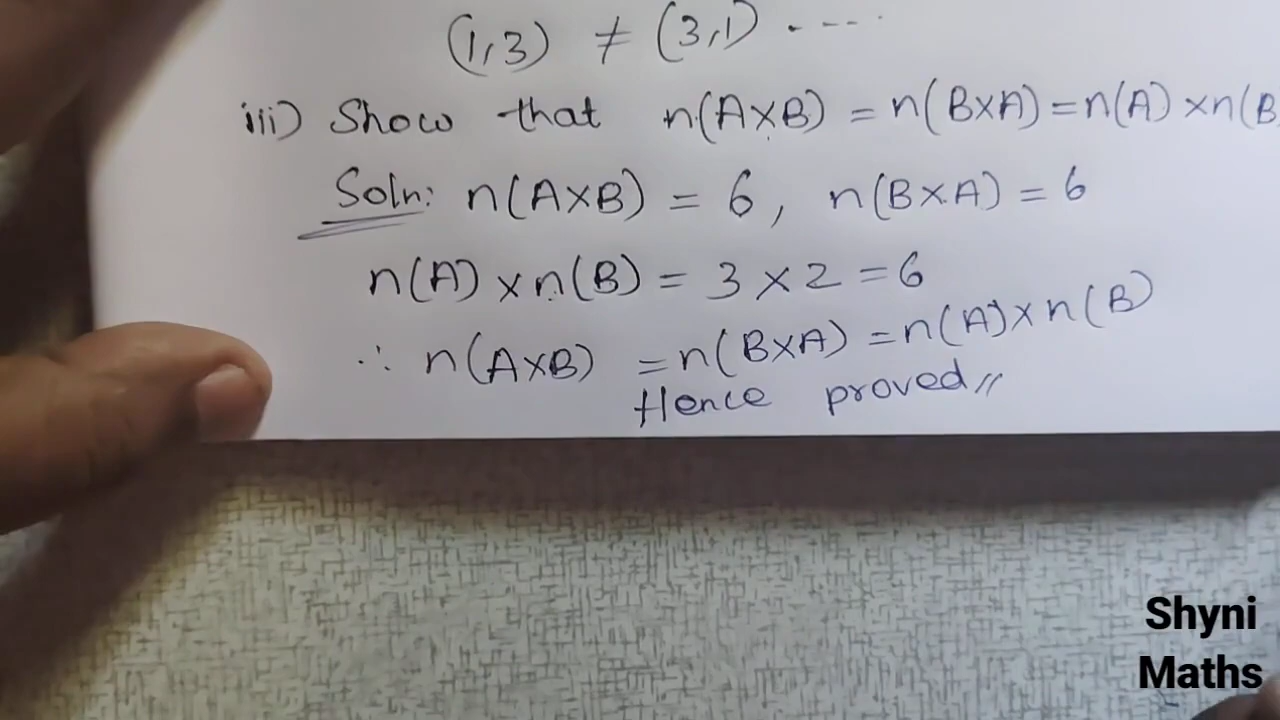 (1,3) ≠ (3,1) ----
iii) Show that n(A×B) = n(B×A) = n(A) ×n(B
Soln: n(A×B) = 6, n(B×A) = 6
n(A) × n(B) = 3 × 2 = 6
∴ n(A×B) = n(B×A) = n(A)×n(B)
Hence proved//
Shyni
Maths